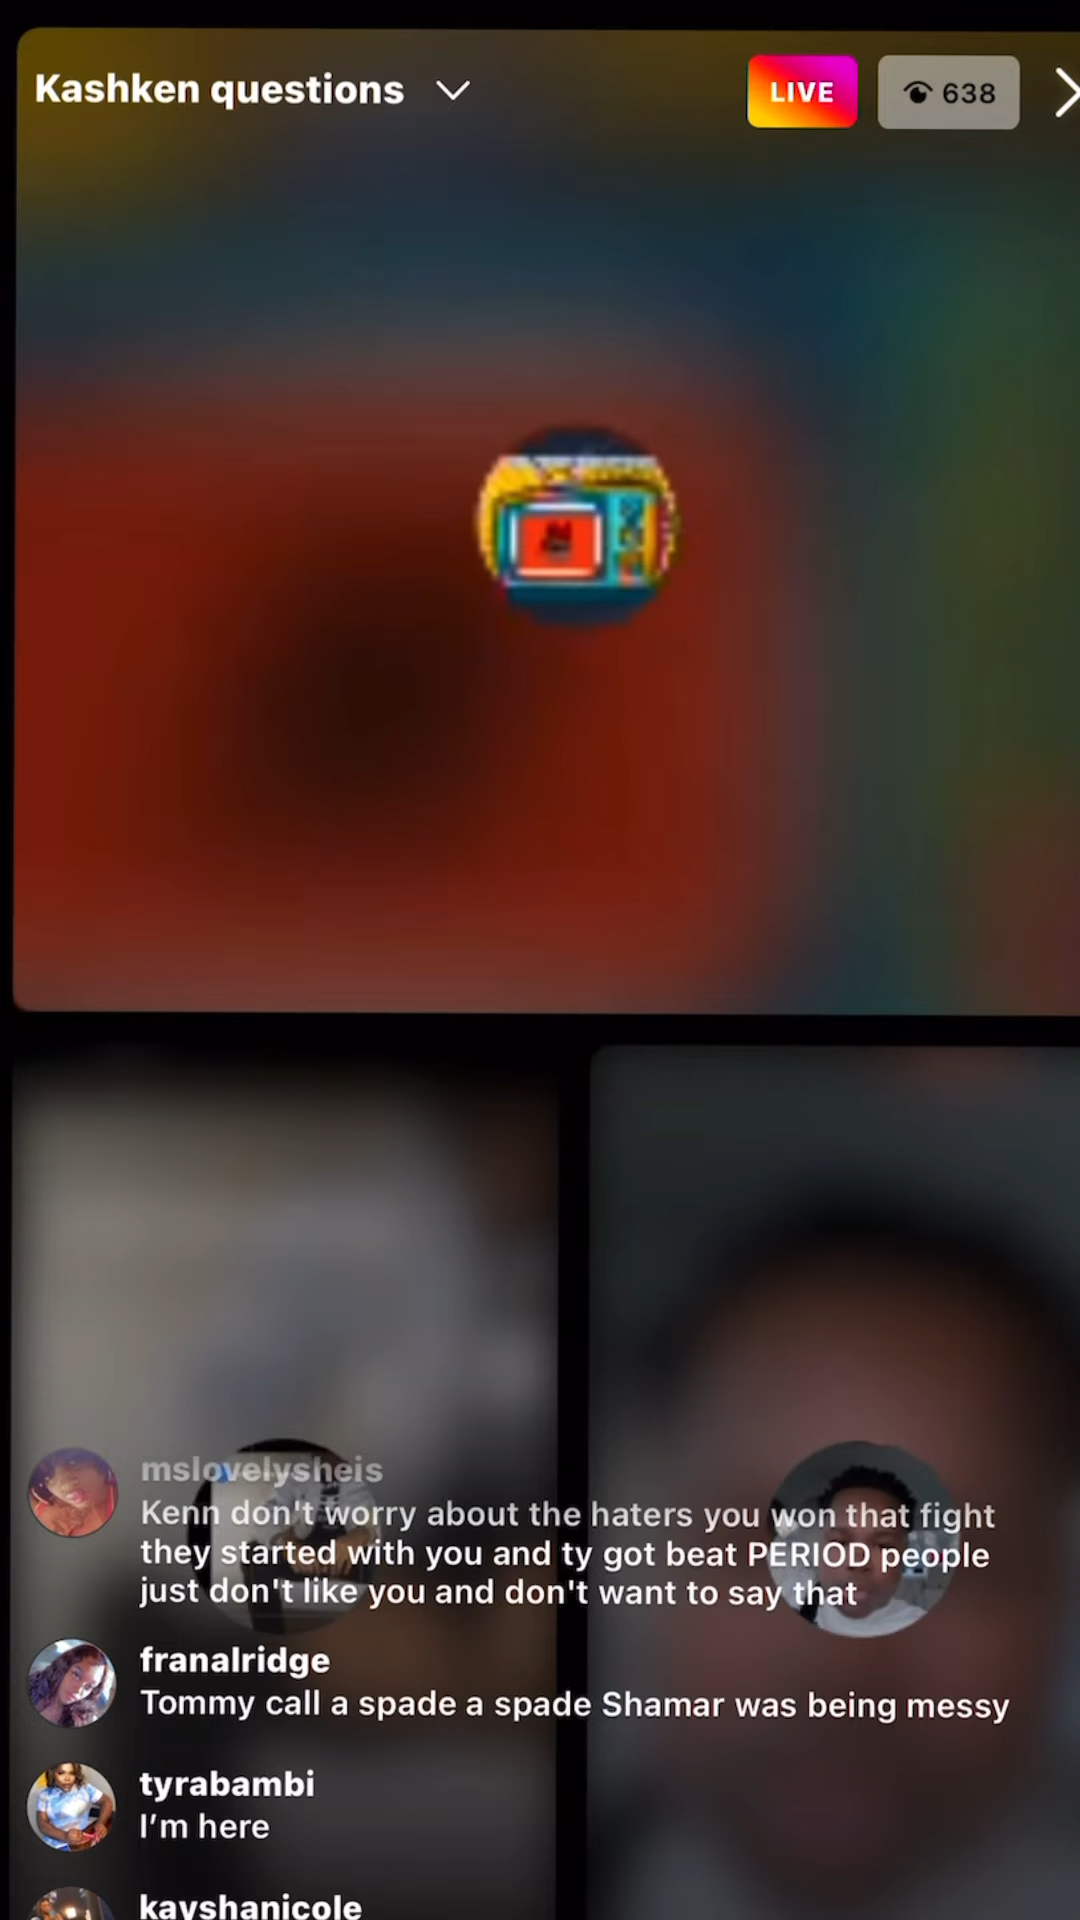 Kashken questions
LIVE
638
mslovelysheis
Kenn don't worry about the haters you won that fight
they started with you and ty got beat PERIOD people
just don't like you and don't want to say that
franalridge
Tommy call a spade a spade Shamar was being messy
tyrabambi
I’m here
kayshanicole